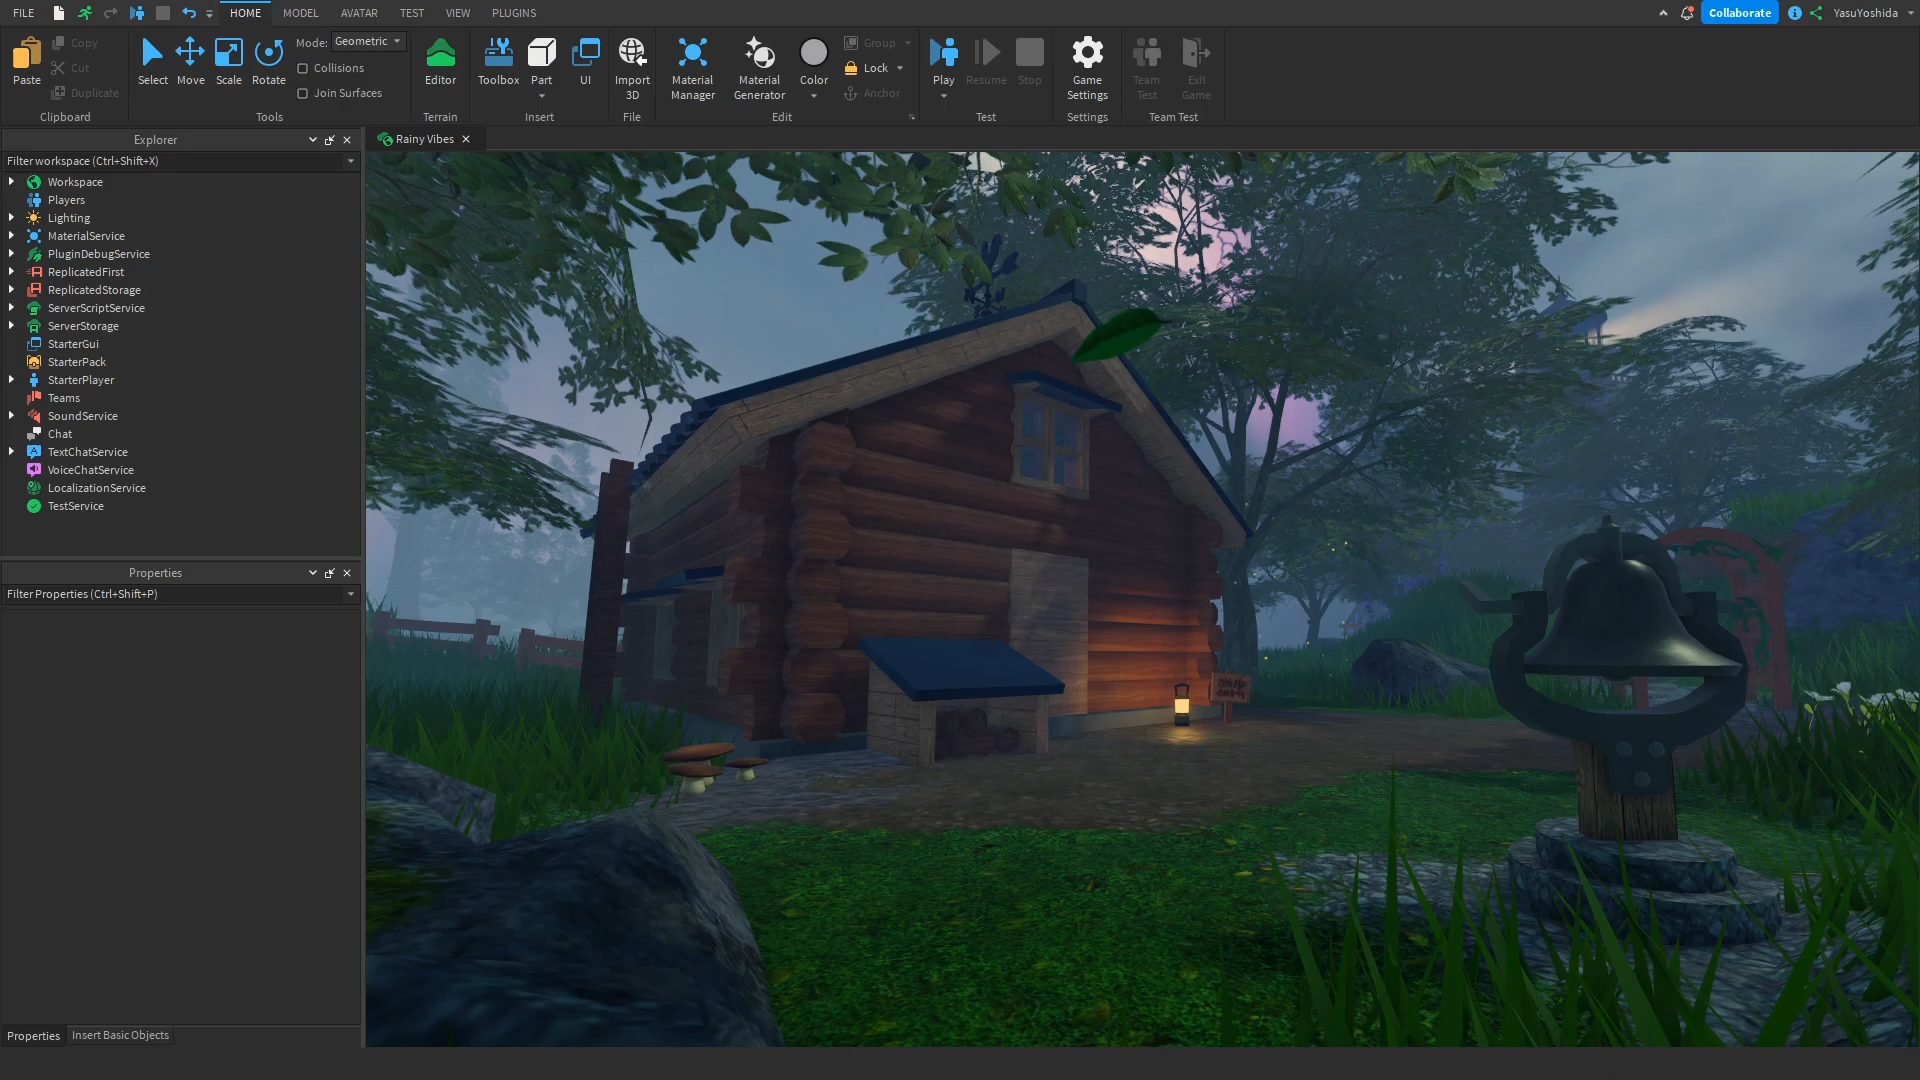 FILE HOME MODEL AVATAR TEST VIEW PLUGINS Collaborate YasuYoshida
Paste
Copy
Cut
Duplicate
Clipboard
Select
Move
Scale
Rotate
Mode: Geometric
Collisions
Join Surfaces
Tools
Editor
Terrain
Toolbox
Part
UI
Insert
Import
3D
File
Material
Manager
Material
Generator
Color
Group
Lock
Anchor
Edit
Play
Resume
Stop
Test
Game
Settings
Settings
Team
Test
Exit
Game
Team Test
Explorer
Filter workspace (Ctrl+Shift+X)
Workspace
Players
Lighting
MaterialService
PluginDebugService
ReplicatedFirst
ReplicatedStorage
ServerScriptService
ServerStorage
StarterGui
StarterPack
StarterPlayer
Teams
SoundService
Chat
TextChatService
VoiceChatService
LocalizationService
TestService
Properties
Filter Properties (Ctrl+Shift+P)
Properties Insert Basic Objects
Rainy Vibes